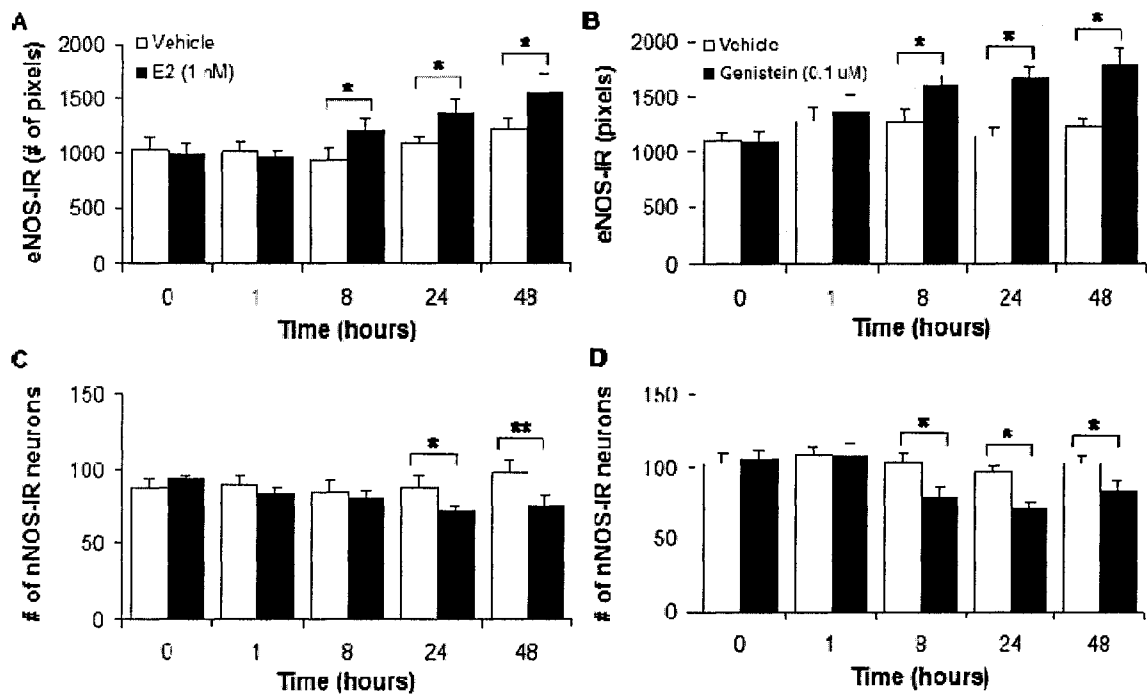 A
eNOS-IR (# of pixels)
2000
1500
1000
500
0
Vehicle
E2 (1 nM)
*
*
*
0 1 8 24 48
Time (hours)
B
eNOS-IR (pixels)
2000
1500
1000
500
0
Vehicle
Genistein (0.1 uM)
*
*
*
0 1 8 24 48
Time (hours)
C
# of nNOS-IR neurons
150
100
50
0
*
**
0 1 8 24 48
Time (hours)
D
# of nNOS-IR neurons
150
100
50
0
*
*
*
0 1 8 24 48
Time (hours)